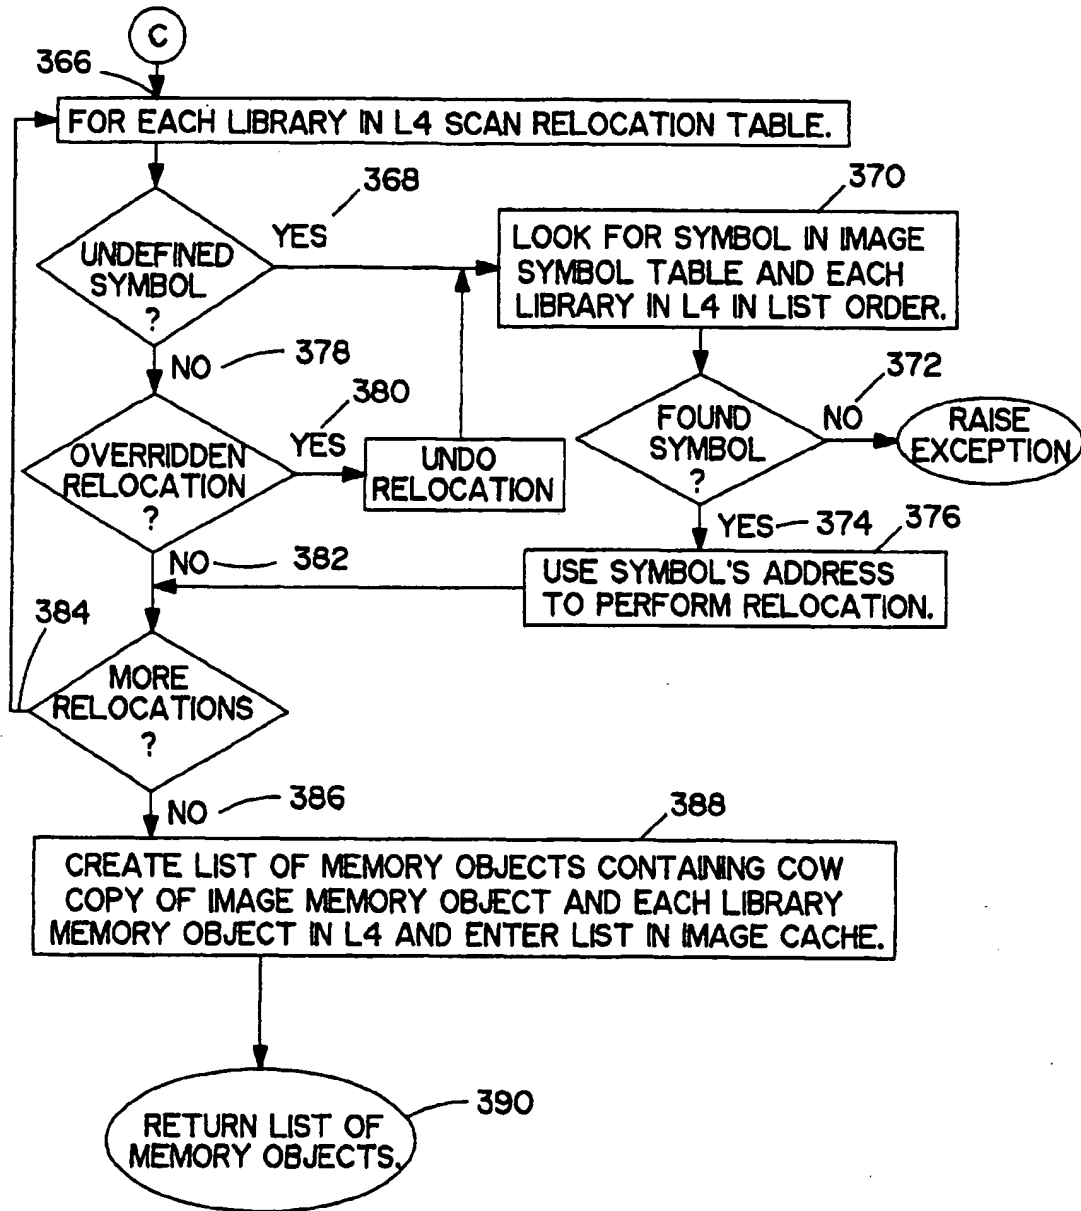 C
366
FOR EACH LIBRARY IN L4 SCAN RELOCATION TABLE.
368
YES
UNDEFINED
SYMBOL
?
370
LOOK FOR SYMBOL IN IMAGE
SYMBOL TABLE AND EACH
LIBRARY IN L4 IN LIST ORDER.
NO 378
380
YES
OVERRIDDEN
RELOCATION
?
UNDO
RELOCATION
FOUND
SYMBOL
?
372
NO
RAISE
EXCEPTION
YES 374
376
USE SYMBOL'S ADDRESS
TO PERFORM RELOCATION.
NO 382
384
MORE
RELOCATIONS
?
NO 386
388
CREATE LIST OF MEMORY OBJECTS CONTAINING COW
COPY OF IMAGE MEMORY OBJECT AND EACH LIBRARY
MEMORY OBJECT IN L4 AND ENTER LIST IN IMAGE CACHE.
390
RETURN LIST OF
MEMORY OBJECTS.